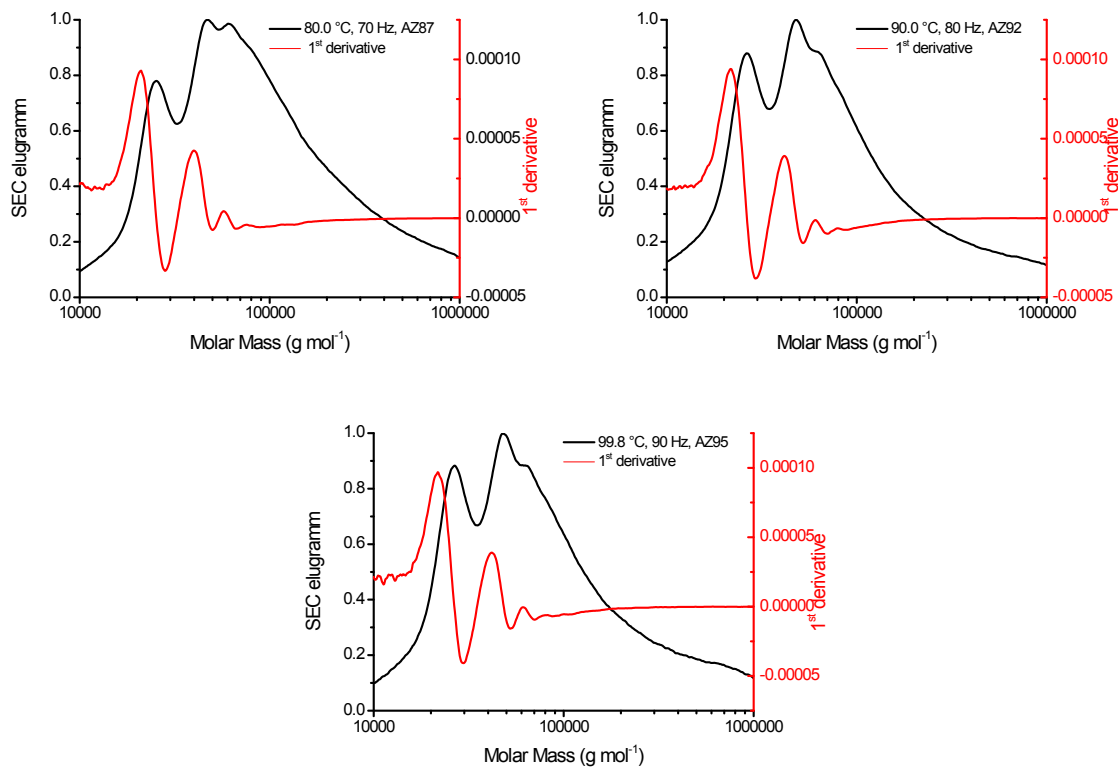 80.0 °C, 70 Hz, AZ87
1st derivative
1.0
0.8
0.6
0.4
0.2
0.0
SEC elugramm
0.00010
0.00005
0.00000
-0.00005
1st derivative
10000
100000
1000000
Molar Mass (g mol-1)
90.0 °C, 80 Hz, AZ92
1st derivative
1.0
0.8
0.6
0.4
0.2
0.0
SEC elugramm
0.00010
0.00005
0.00000
-0.00005
1st derivative
10000
100000
1000000
Molar Mass (g mol-1)
99.8 °C, 90 Hz, AZ95
1st derivative
1.0
0.8
0.6
0.4
0.2
0.0
SEC elugramm
0.00010
0.00005
0.00000
-0.00005
1st derivative
10000
100000
1000000
Molar Mass (g mol-1)